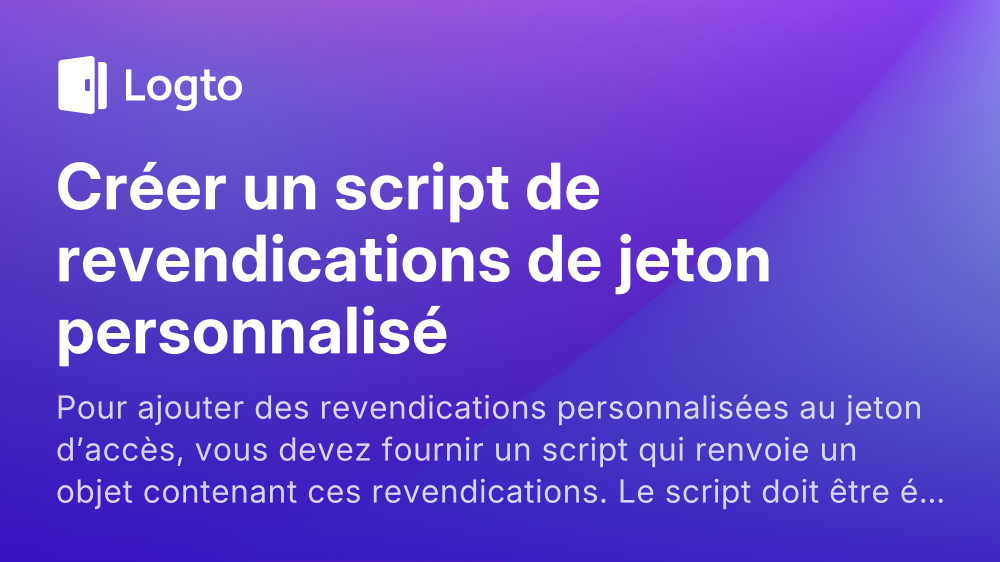 Logto
Créer un script de
revendications de jeton
personnalisé
Pour ajouter des revendications personnalisées au jeton
d’accès, vous devez fournir un script qui renvoie un
objet contenant ces revendications. Le script doit être é...